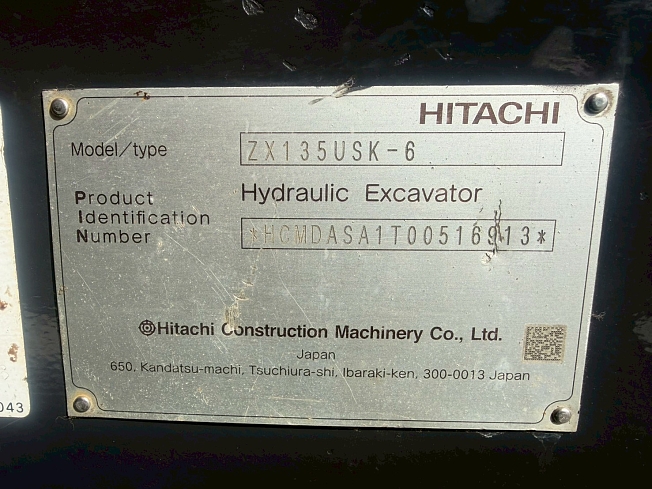 HITACHI
Model/type ZX135USK-6
Product Hydraulic Excavator
Identification
Number *HCMDASA1T00516913*
Hitachi Construction Machinery Co., Ltd.
Japan
650, Kandatsu-machi, Tsuchiura-shi, Ibaraki-ken, 300-0013 Japan
043